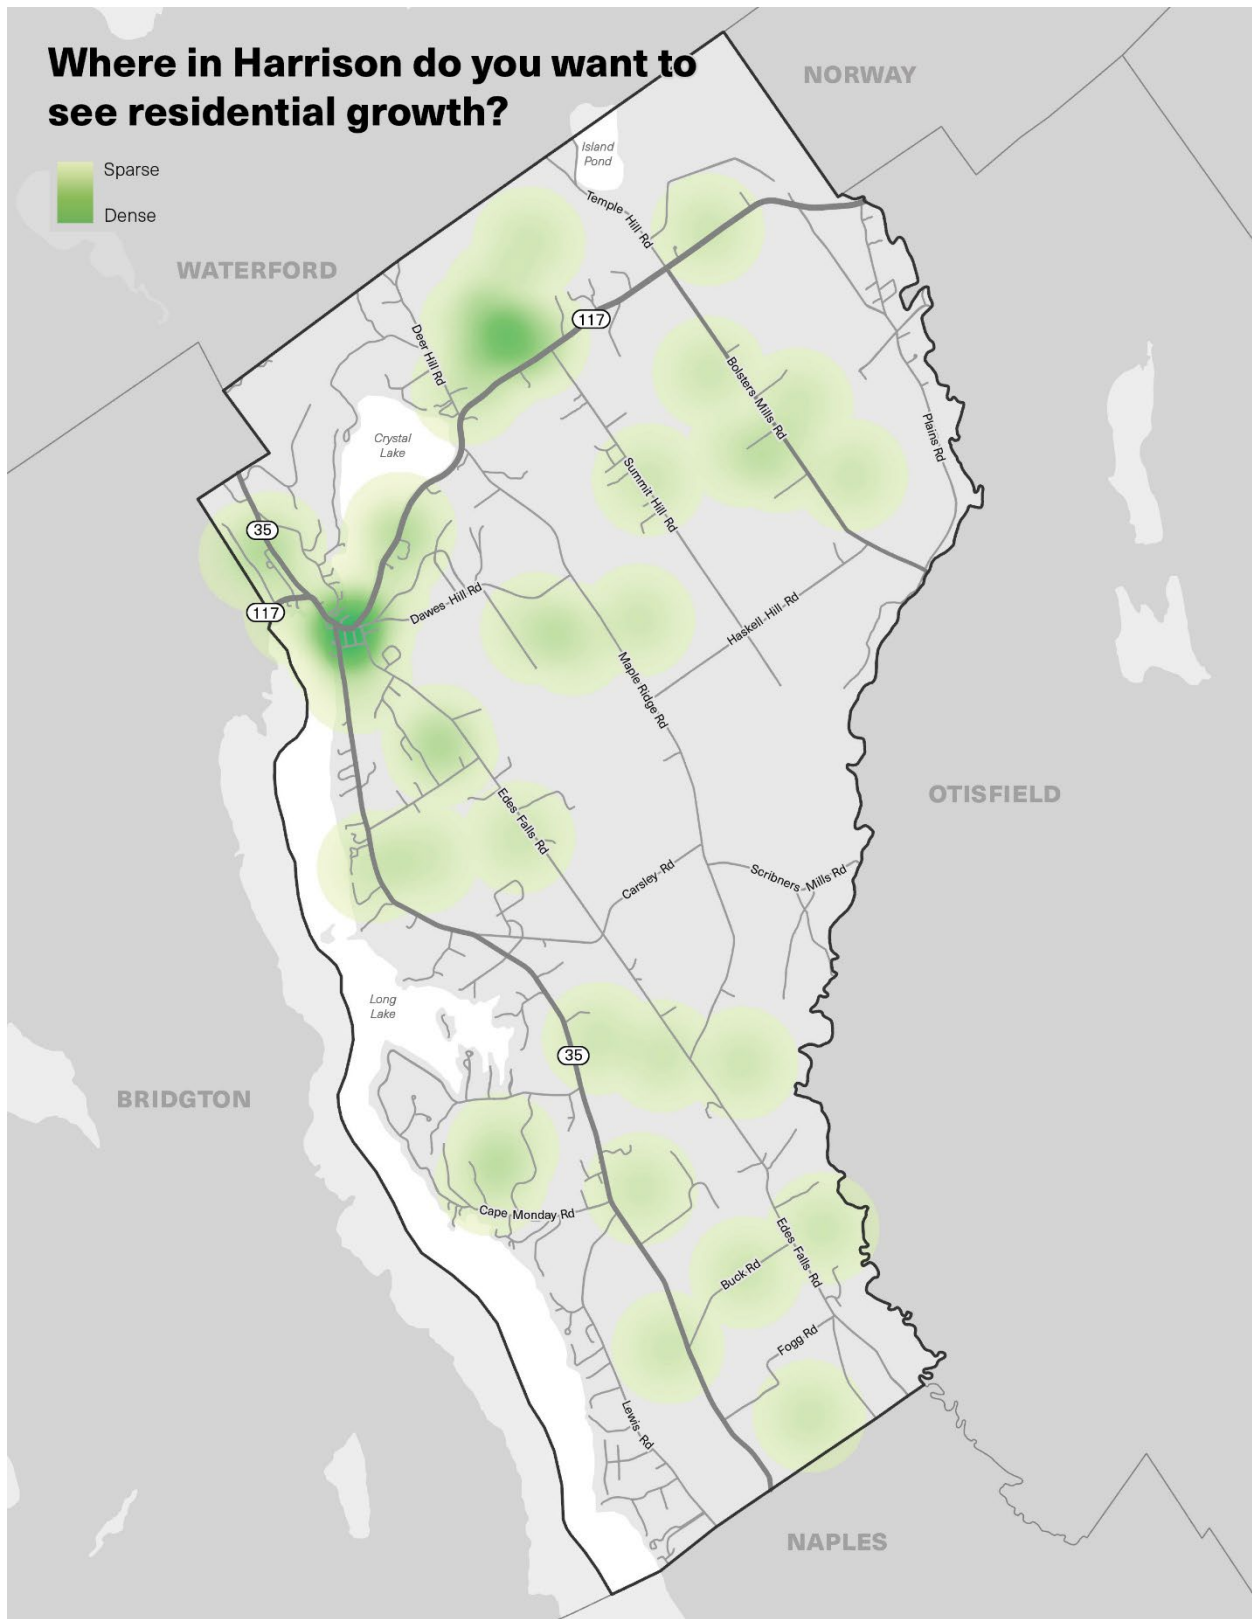 Where in Harrison do you want to
see residential growth?
Sparse
Dense
NORWAY
Island
Pond
Temple Hill Rd
WATERFORD
117
Deer Hill Rd
Bolsters Mills Rd
Plains Rd
Crystal
Lake
Summit Hill Rd
35
117
Dawes Hill Rd
Haskell Hill Rd
Maple Ridge Rd
OTISFIELD
Edes Falls Rd
Carsley Rd
Scribners Mills Rd
Long
Lake
35
BRIDGTON
Cape Monday Rd
Edes Falls Rd
Buck Rd
Fogg Rd
Lewis Rd
NAPLES